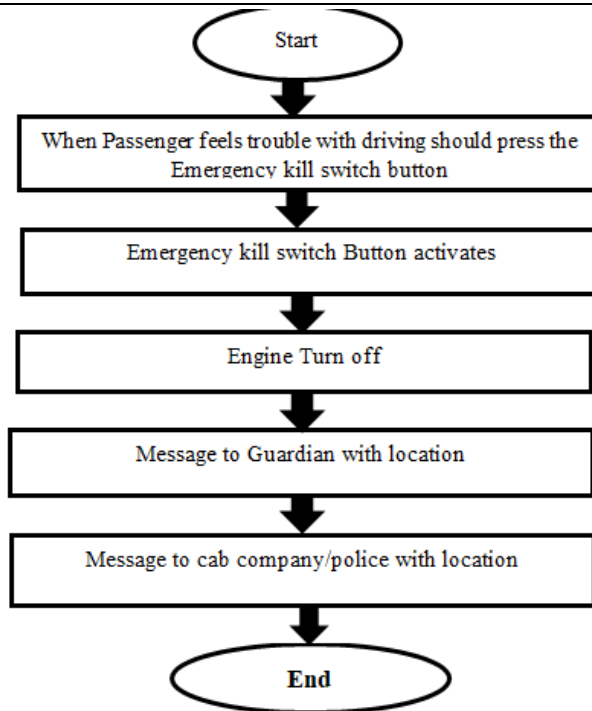 Start
When Passenger feels trouble with driving should press the
Emergency kill switch button
Emergency kill switch Button activates
Engine Turn off
Message to Guardian with location
Message to cab company/police with location
End